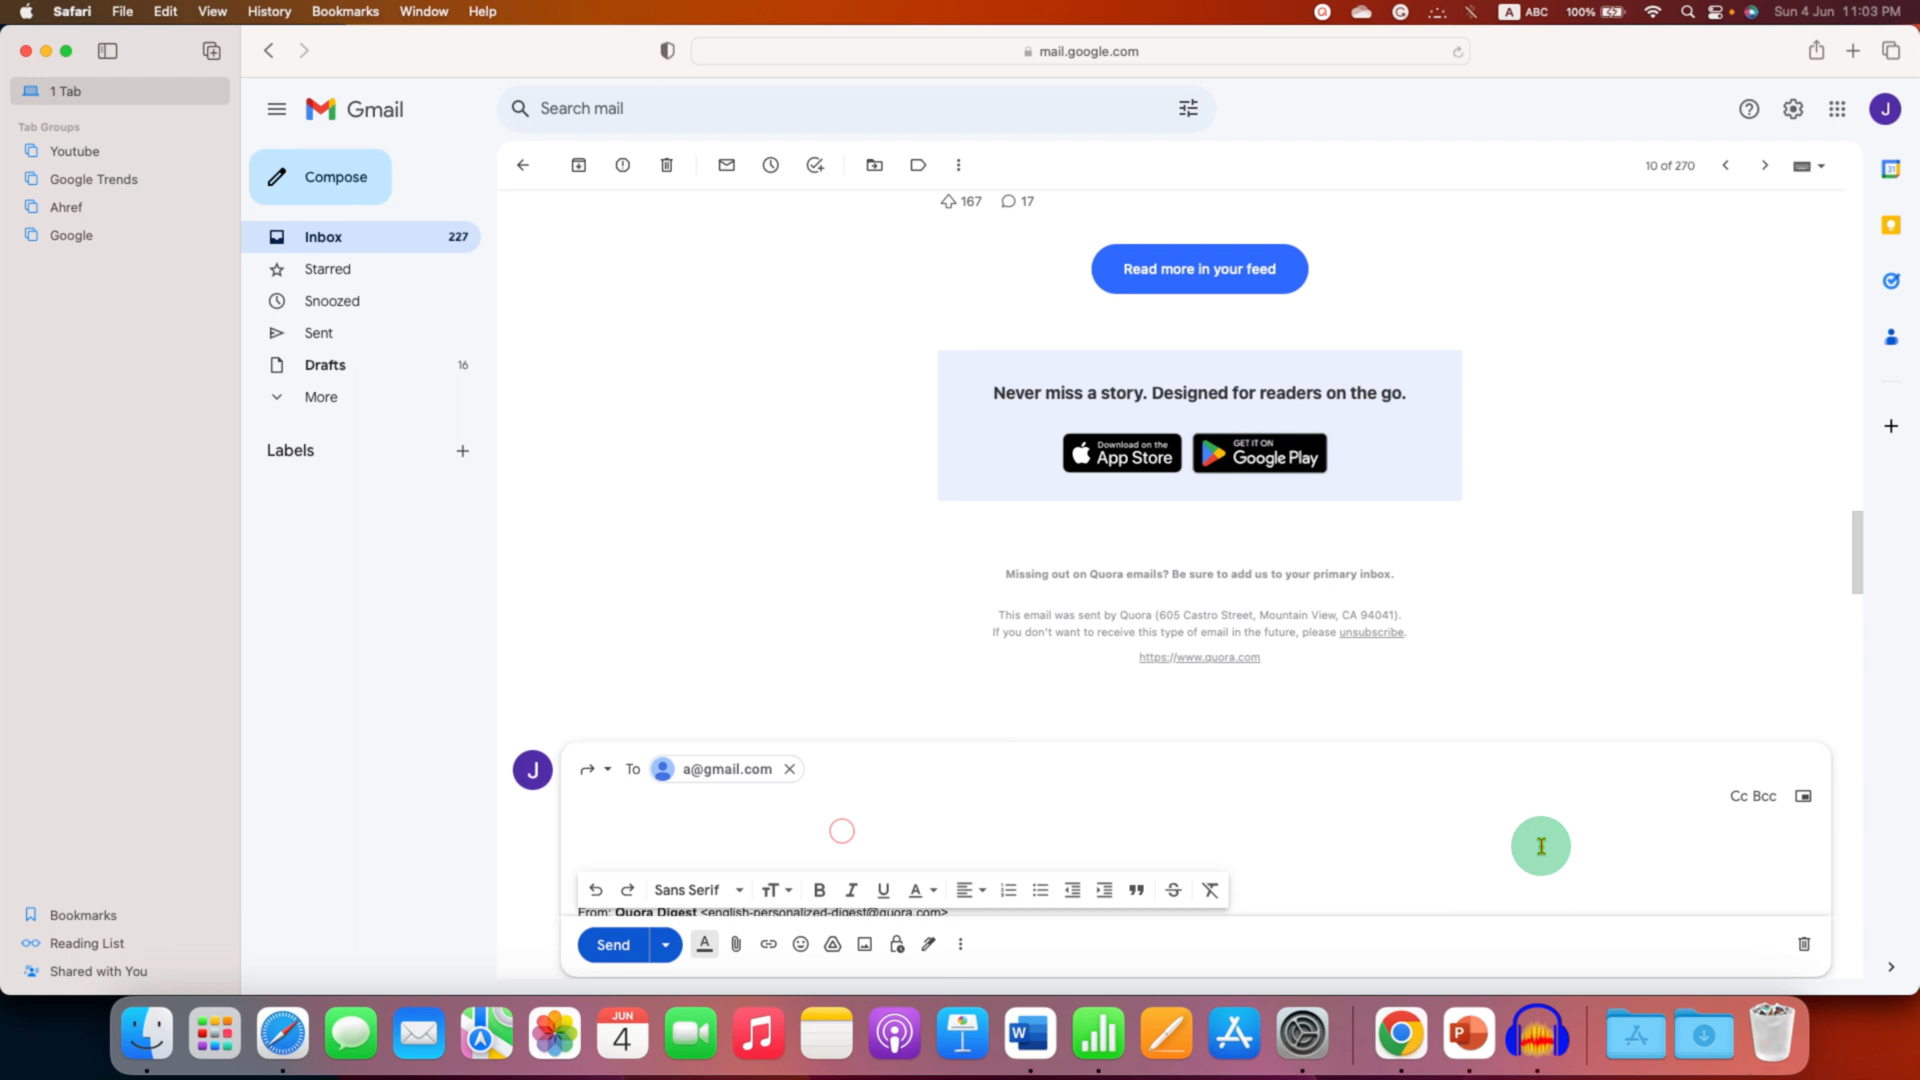 Safari File Edit View History Bookmarks Window Help A ABC 100% Sun 4 Jun 11:03 PM
mail.google.com
1 Tab
Tab Groups
Youtube
Google Trends
Ahref
Google
Bookmarks
Reading List
Shared with You
Gmail
Search mail
J
Compose
Inbox 227
Starred
Snoozed
Sent
Drafts 16
More
Labels
10 of 270
167 17
Read more in your feed
Never miss a story. Designed for readers on the go.
Download on the
App Store
GET IT ON
Google Play
Missing out on Quora emails? Be sure to add us to your primary inbox.
This email was sent by Quora (605 Castro Street, Mountain View, CA 94041).
If you don't want to receive this type of email in the future, please unsubscribe.
https://www.quora.com
J
To a@gmail.com
Cc Bcc
Sans Serif
From: Quora Digest <english-personalized-digest@quora.com>
Send
31
JUN
4
W
P